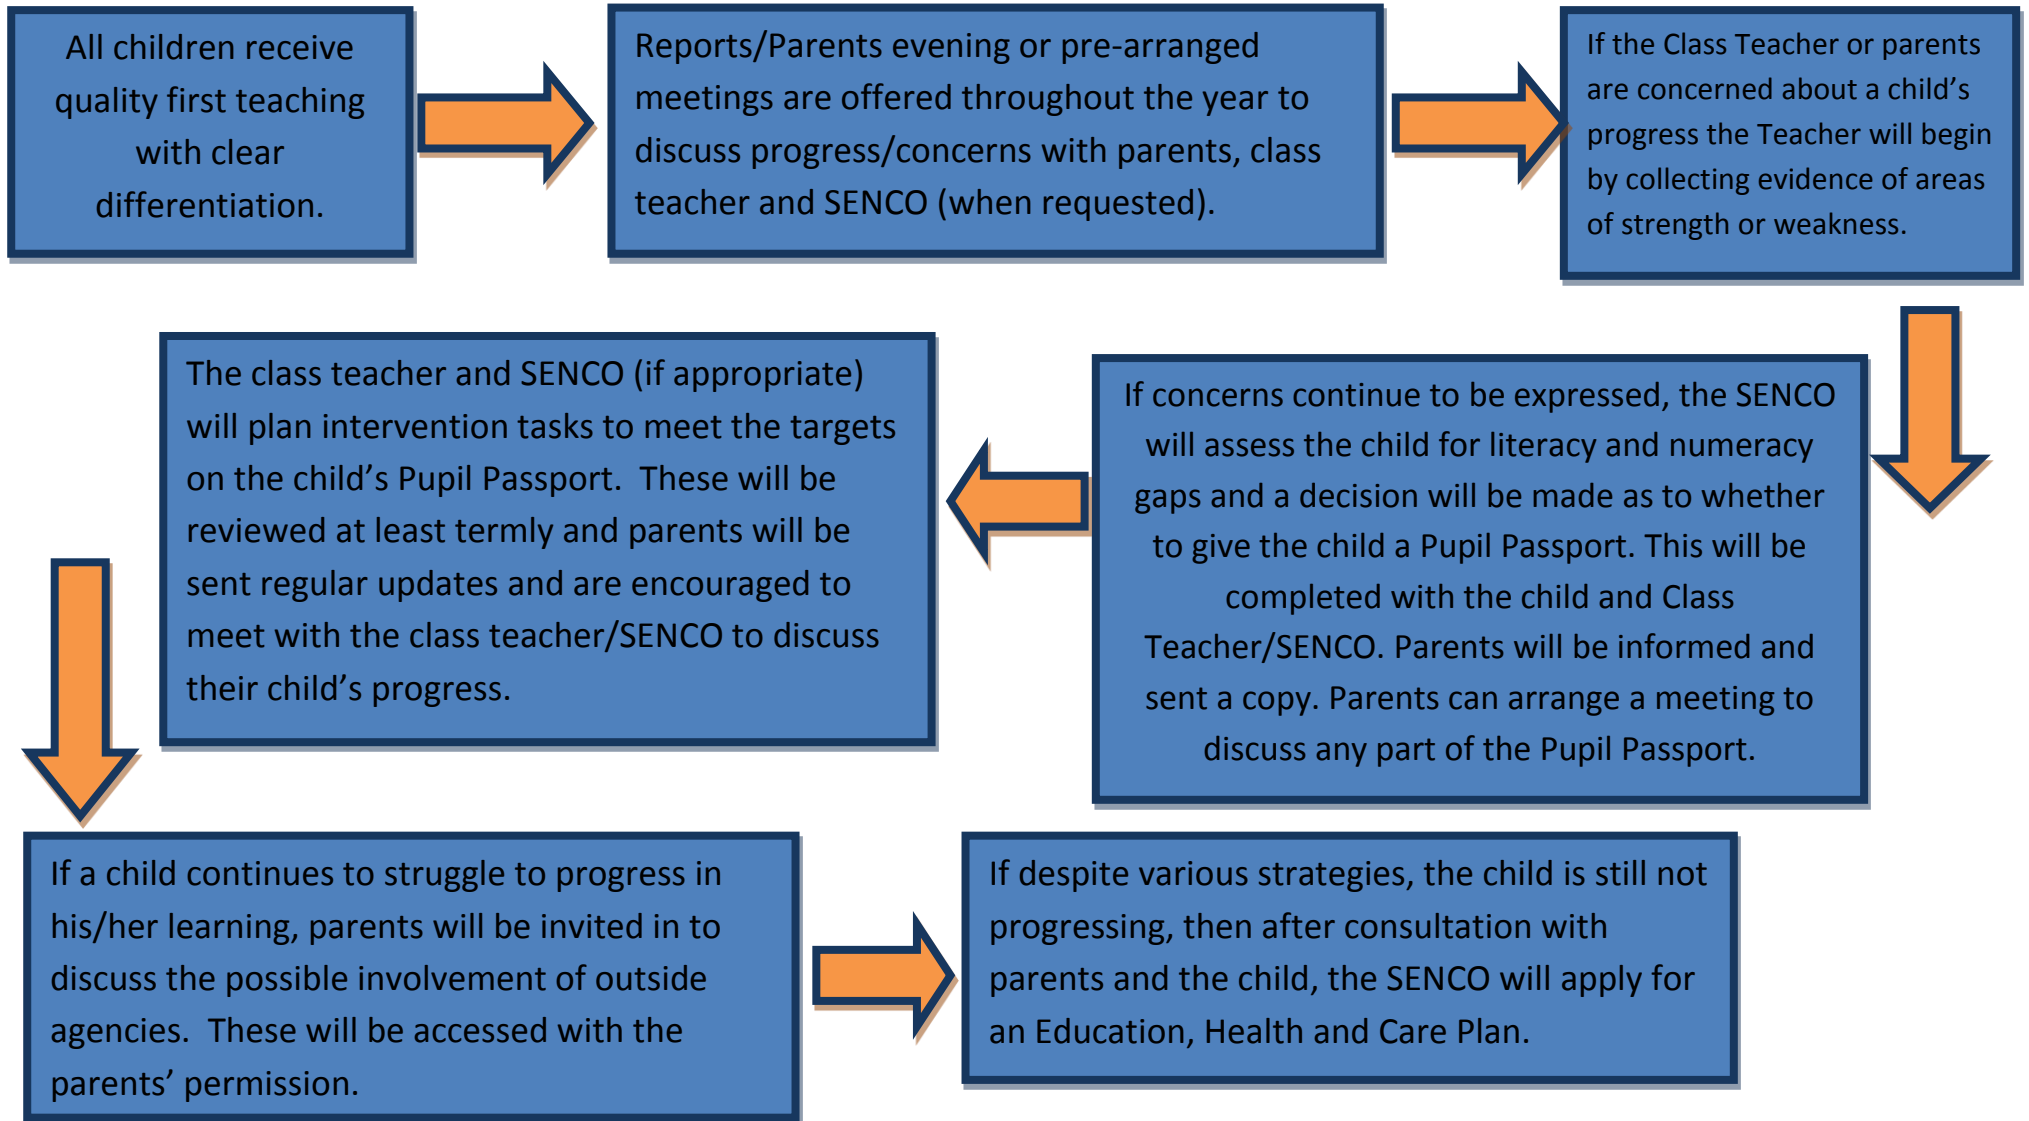 All children receive
quality first teaching
with clear
differentiation.
Reports/Parents evening or pre-arranged
meetings are offered throughout the year to
discuss progress/concerns with parents, class
teacher and SENCO (when requested).
If the Class Teacher or parents
are concerned about a child’s
progress the Teacher will begin
by collecting evidence of areas
of strength or weakness.
If concerns continue to be expressed, the SENCO
will assess the child for literacy and numeracy
gaps and a decision will be made as to whether
to give the child a Pupil Passport. This will be
completed with the child and Class
Teacher/SENCO. Parents will be informed and
sent a copy. Parents can arrange a meeting to
discuss any part of the Pupil Passport.
The class teacher and SENCO (if appropriate)
will plan intervention tasks to meet the targets
on the child’s Pupil Passport.  These will be
reviewed at least termly and parents will be
sent regular updates and are encouraged to
meet with the class teacher/SENCO to discuss
their child’s progress.
If a child continues to struggle to progress in
his/her learning, parents will be invited in to
discuss the possible involvement of outside
agencies.  These will be accessed with the
parents’ permission.
If despite various strategies, the child is still not
progressing, then after consultation with
parents and the child, the SENCO will apply for
an Education, Health and Care Plan.